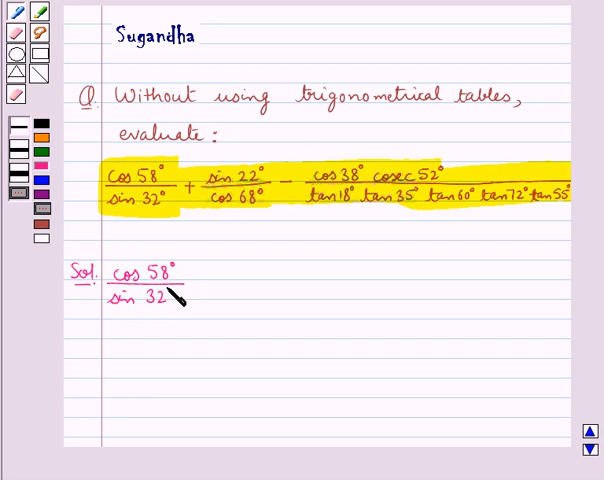 Sugandha
Q. Without using trigonometrical tables,
evaluate:
cos 58° / sin 32° + sin 22° / cos 68° - cos 38° cosec 52° / tan 18° tan 35° tan 60° tan 72° tan 55°
Sol. cos 58° / sin 32